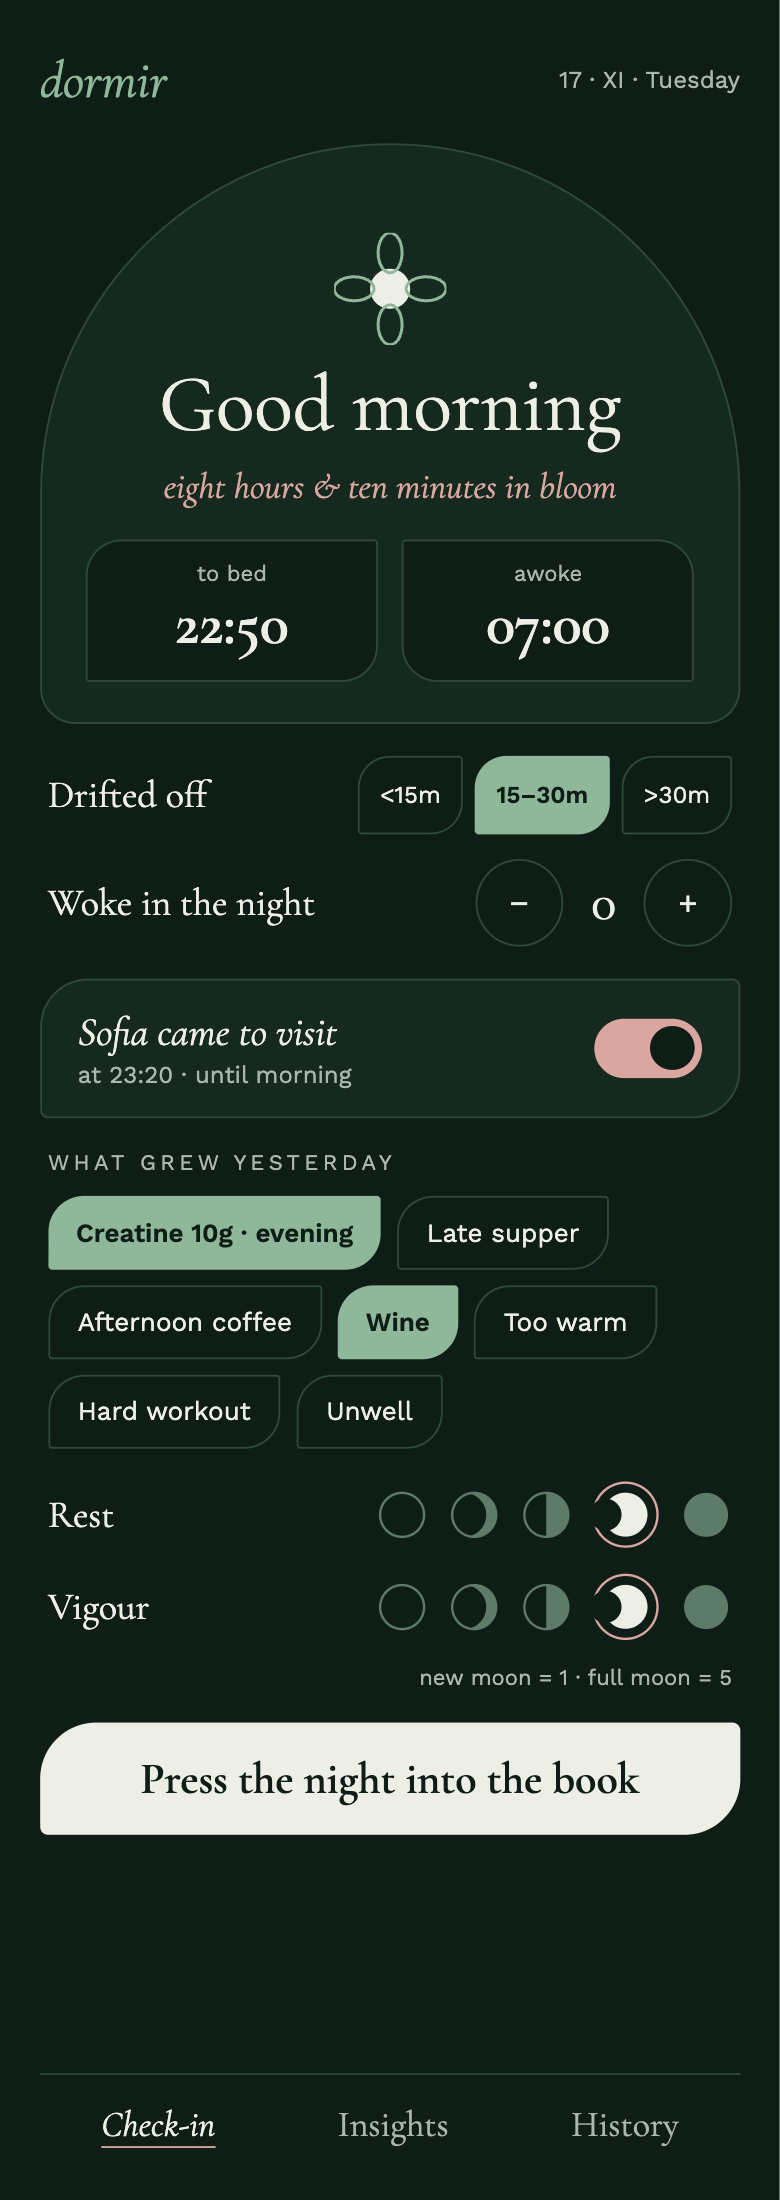 dormir
17 · XI · Tuesday
Good morning
eight hours & ten minutes in bloom
to bed
22:50
awoke
07:00
Drifted off
<15m
15–30m
>30m
Woke in the night
− 0 +
Sofia came to visit
at 23:20 · until morning
WHAT GREW YESTERDAY
Creatine 10g · evening
Late supper
Afternoon coffee
Wine
Too warm
Hard workout
Unwell
Rest
Vigour
new moon = 1 · full moon = 5
Press the night into the book
Check-in
Insights
History